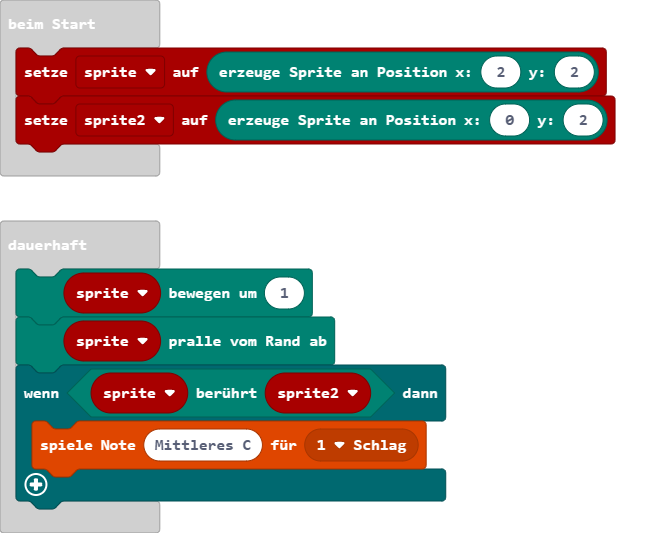 beim Start
setze sprite auf erzeuge Sprite an Position x: 2 y: 2
setze sprite2 auf erzeuge Sprite an Position x: 0 y: 2
dauerhaft
sprite bewegen um 1
sprite pralle vom Rand ab
wenn sprite berührt sprite2 dann
spiele Note Mittleres C für 1 Schlag